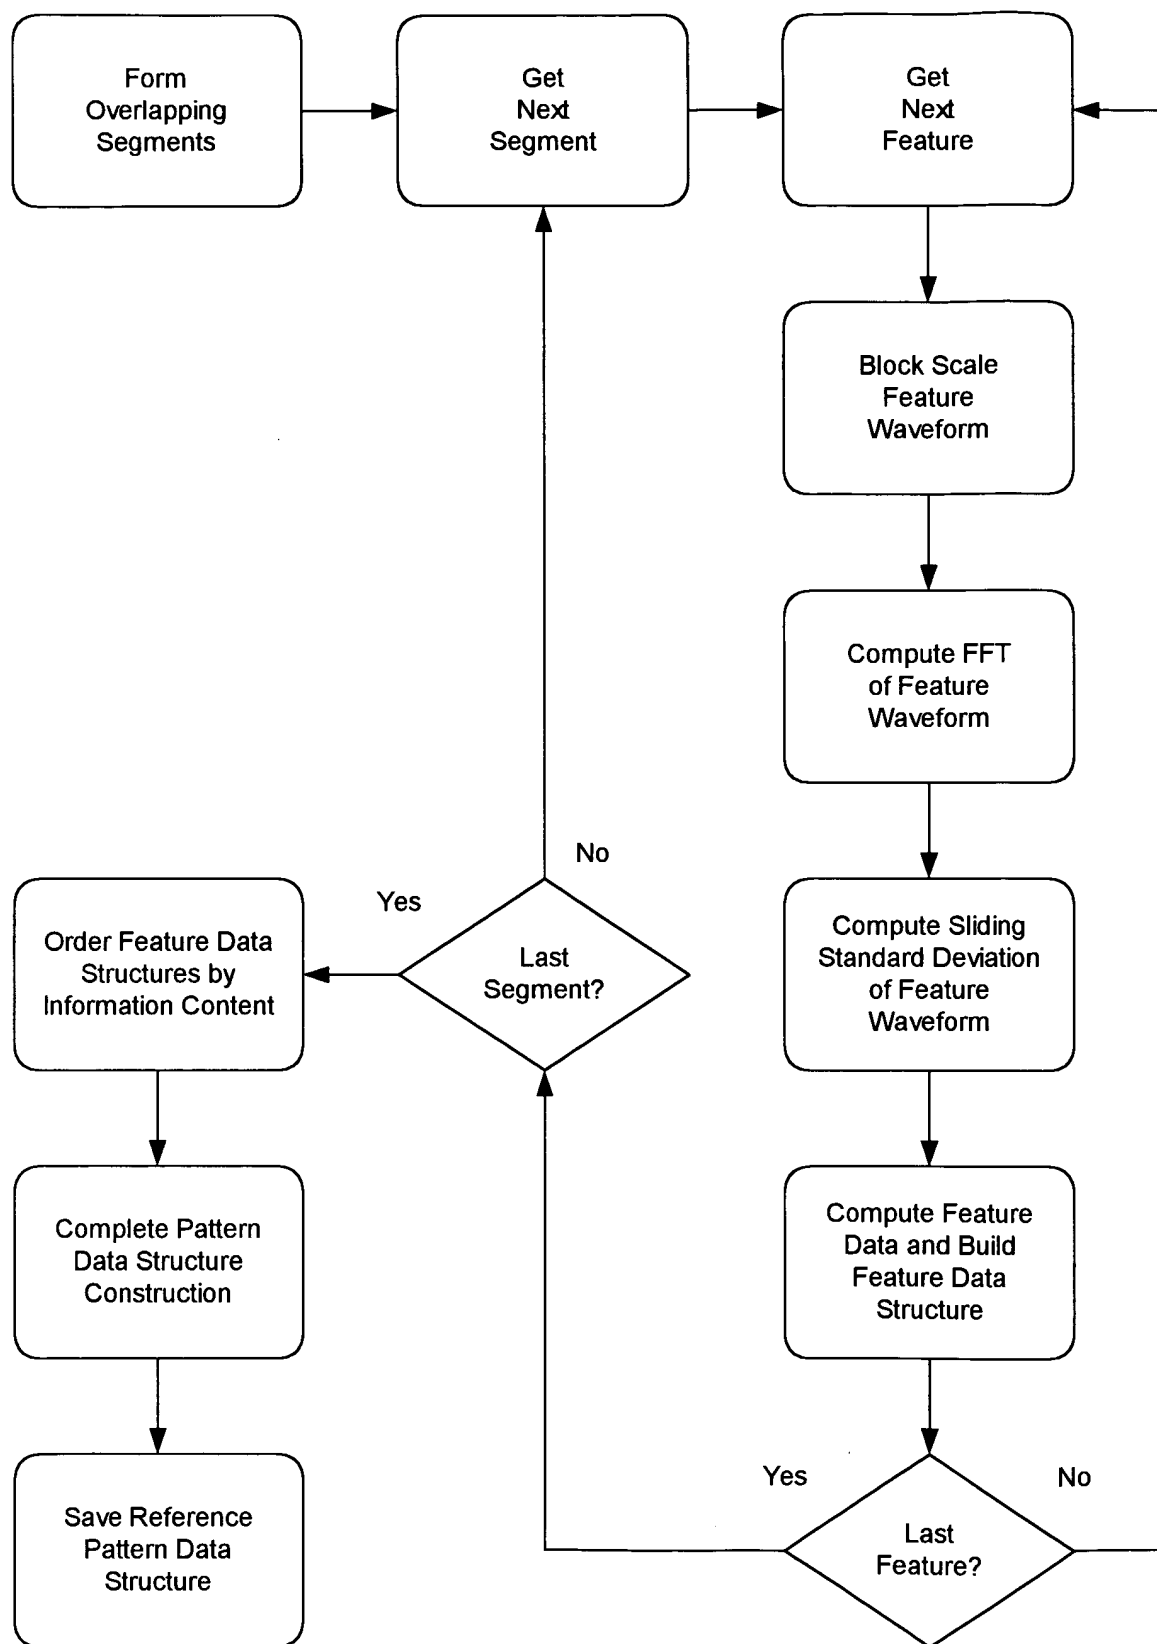 Form
Overlapping
Segments
Get
Next
Segment
Get
Next
Feature
Block Scale
Feature
Waveform
Compute FFT
of Feature
Waveform
Compute Sliding
Standard Deviation
of Feature
Waveform
Compute Feature
Data and Build
Feature Data
Structure
Last
Feature?
Yes
No
Last
Segment?
No
Yes
Order Feature Data
Structures by
Information Content
Complete Pattern
Data Structure
Construction
Save Reference
Pattern Data
Structure